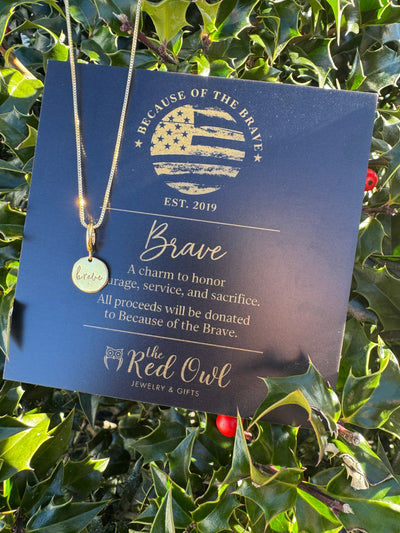 BECAUSE OF THE BRAVE
EST. 2019
Brave
A charm to honor
urage, service, and sacrifice.
All proceeds will be donated
to Because of the Brave.
brave
the
Red Owl
JEWELRY & GIFTS